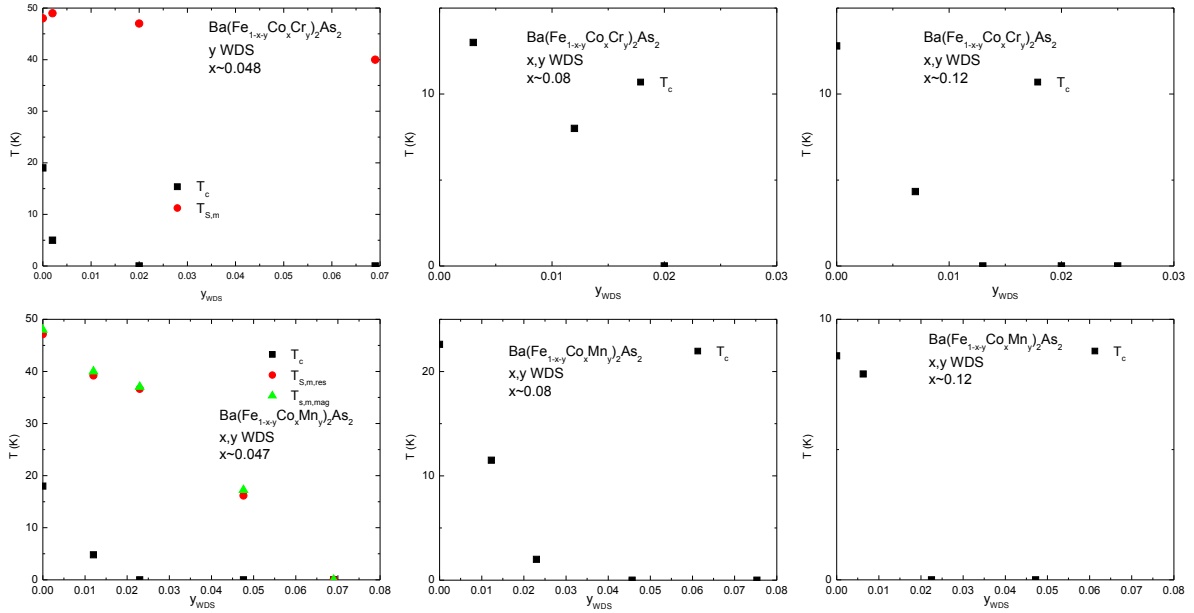 50
40
30
20
10
0
T (K)
Ba(Fe1-x-yCoxCry)2As2
y WDS
x~0.048
Tc
TS,m
0.00 0.01 0.02 0.03 0.04 0.05 0.06 0.07
yWDS
10
0
T (K)
Ba(Fe1-x-yCoxCry)2As2
x,y WDS
x~0.08
Tc
0.00 0.01 0.02 0.03
yWDS
10
0
T (K)
Ba(Fe1-x-yCoxCry)2As2
x,y WDS
x~0.12
Tc
0.00 0.01 0.02 0.03
yWDS
50
40
30
20
10
0
T (K)
Tc
TS,m,res
Ts,m,mag
Ba(Fe1-x-yCoxMny)2As2
x,y WDS
x~0.047
0.00 0.01 0.02 0.03 0.04 0.05 0.06 0.07 0.08
yWDS
20
10
0
T (K)
Ba(Fe1-x-yCoxMny)2As2
x,y WDS
x~0.08
Tc
0.00 0.01 0.02 0.03 0.04 0.05 0.06 0.07 0.08
yWDS
10
0
T (K)
Ba(Fe1-x-yCoxMny)2As2
x,y WDS
x~0.12
Tc
0.00 0.01 0.02 0.03 0.04 0.05 0.06 0.07 0.08
yWDS